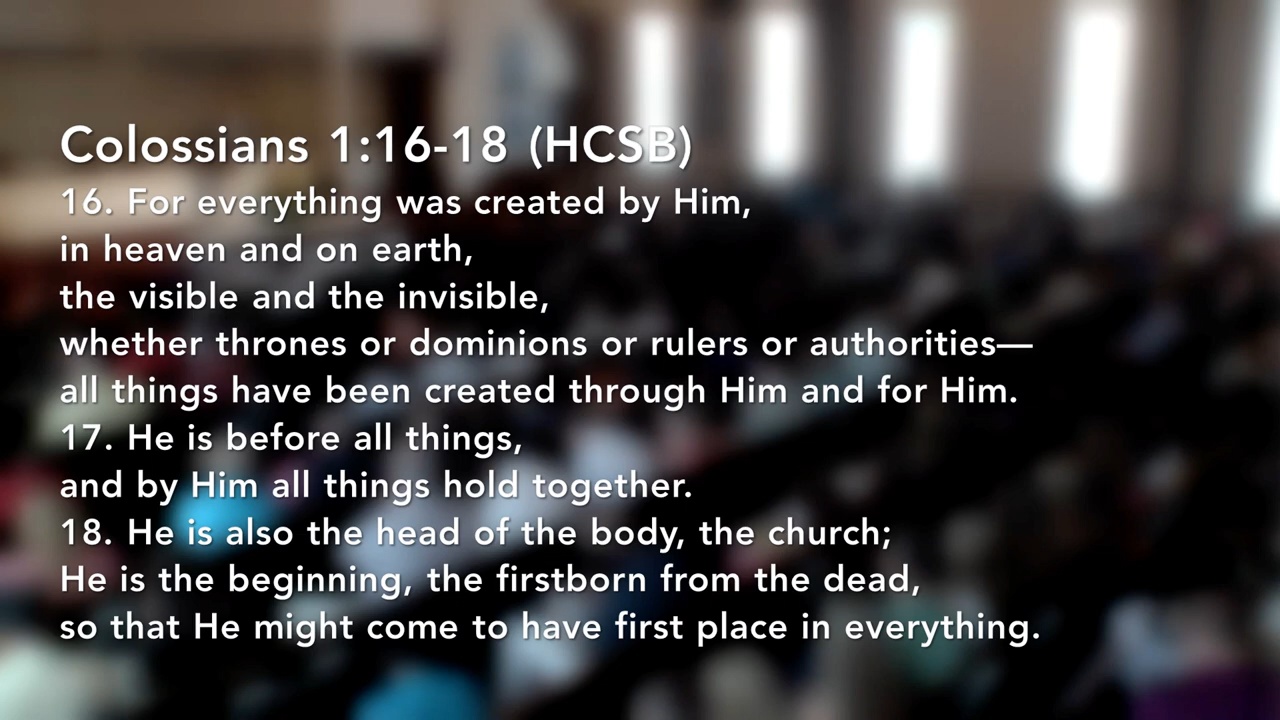 Colossians 1:16-18 (HCSB)
16. For everything was created by Him,
in heaven and on earth,
the visible and the invisible,
whether thrones or dominions or rulers or authorities—
all things have been created through Him and for Him.
17. He is before all things,
and by Him all things hold together.
18. He is also the head of the body, the church;
He is the beginning, the firstborn from the dead,
so that He might come to have first place in everything.